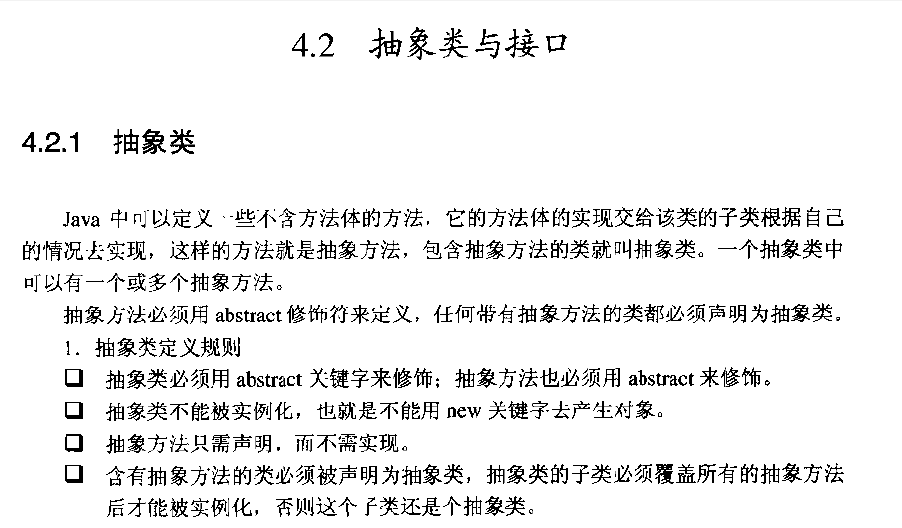 4.2 抽象类与接口
4.2.1 抽象类
Java 中可以定义一些不含方法体的方法，它的方法体的实现交给该类的子类根据自己
的情况去实现，这样的方法就是抽象方法，包含抽象方法的类就叫抽象类。一个抽象类中
可以有一个或多个抽象方法。
抽象方法必须用 abstract 修饰符来定义，任何带有抽象方法的类都必须声明为抽象类。
1．抽象类定义规则
❑ 抽象类必须用 abstract 关键字来修饰；抽象方法也必须用 abstract 来修饰。
❑ 抽象类不能被实例化，也就是不能用 new 关键字去产生对象。
❑ 抽象方法只需声明，而不需实现。
❑ 含有抽象方法的类必须被声明为抽象类，抽象类的子类必须覆盖所有的抽象方法
后才能被实例化，否则这个子类还是个抽象类。